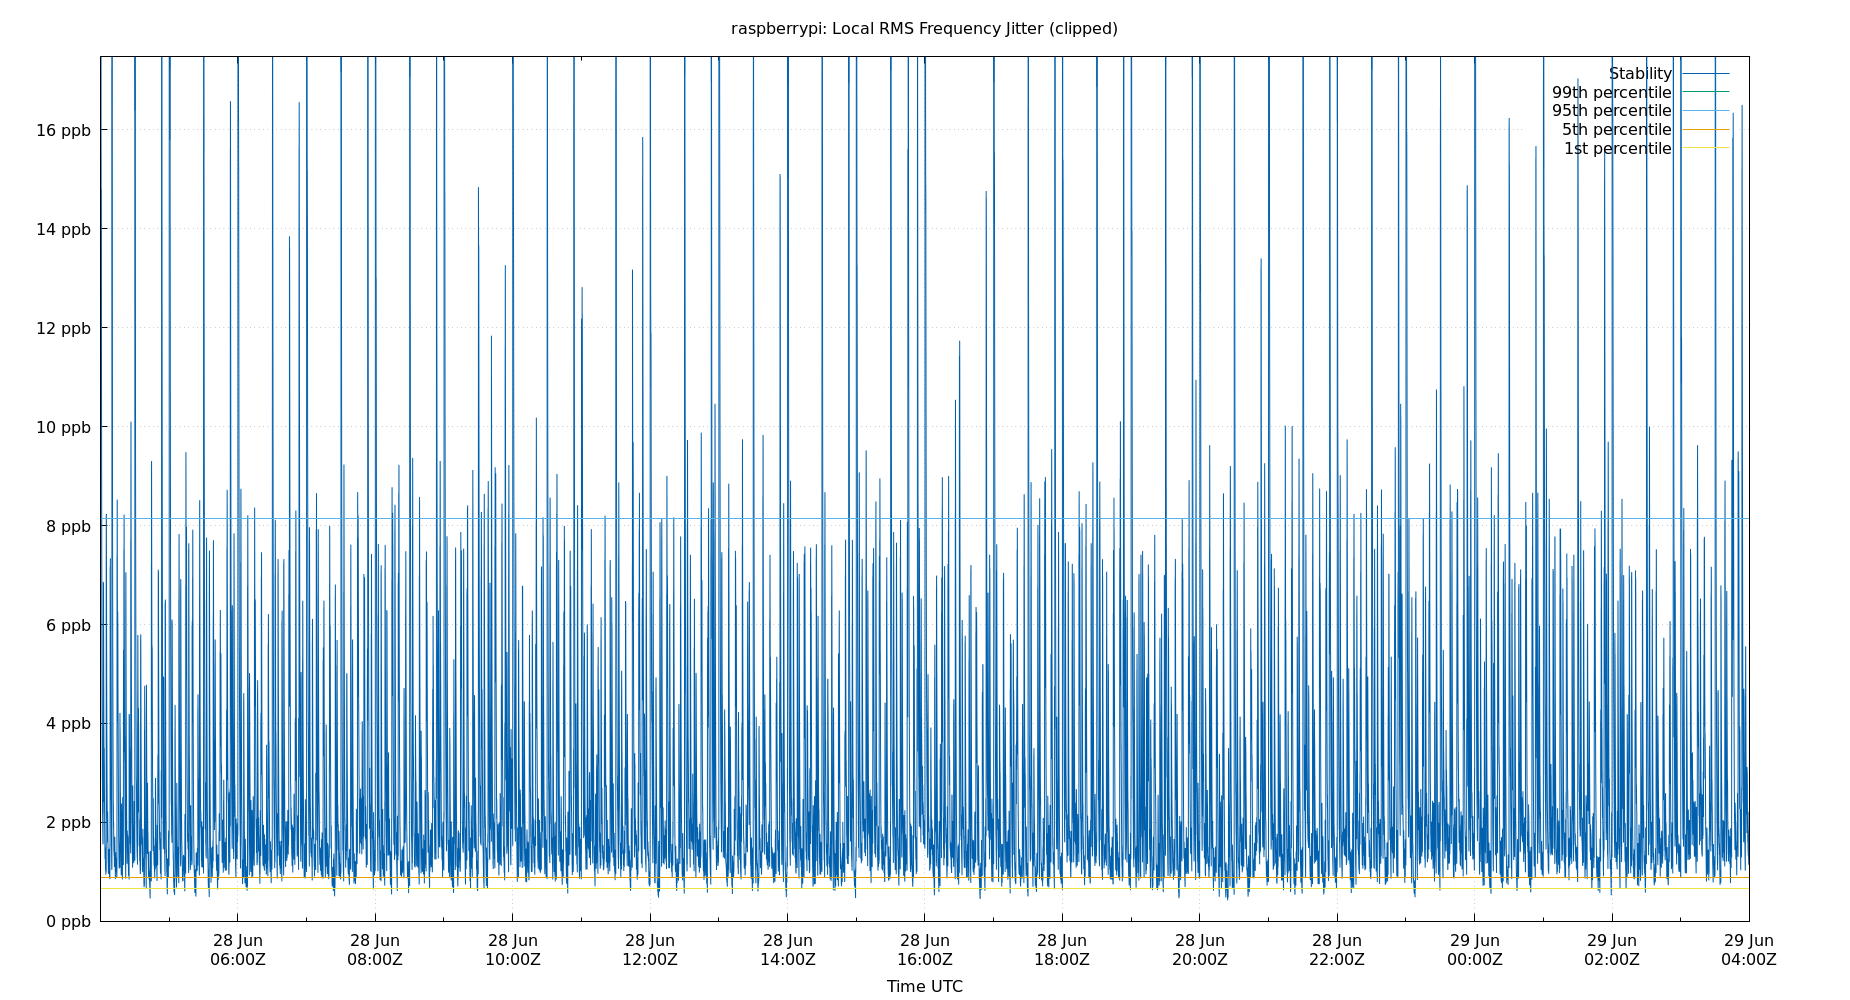 raspberrypi: Local RMS Frequency Jitter (clipped)
Stability
99th percentile
95th percentile
5th percentile
1st percentile
16 ppb
14 ppb
12 ppb
10 ppb
8 ppb
6 ppb
4 ppb
2 ppb
0 ppb
28 Jun 28 Jun 28 Jun 28 Jun 28 Jun 28 Jun 28 Jun 28 Jun 28 Jun 29 Jun 29 Jun 29 Jun
06:00Z 08:00Z 10:00Z 12:00Z 14:00Z 16:00Z 18:00Z 20:00Z 22:00Z 00:00Z 02:00Z 04:00Z
Time UTC